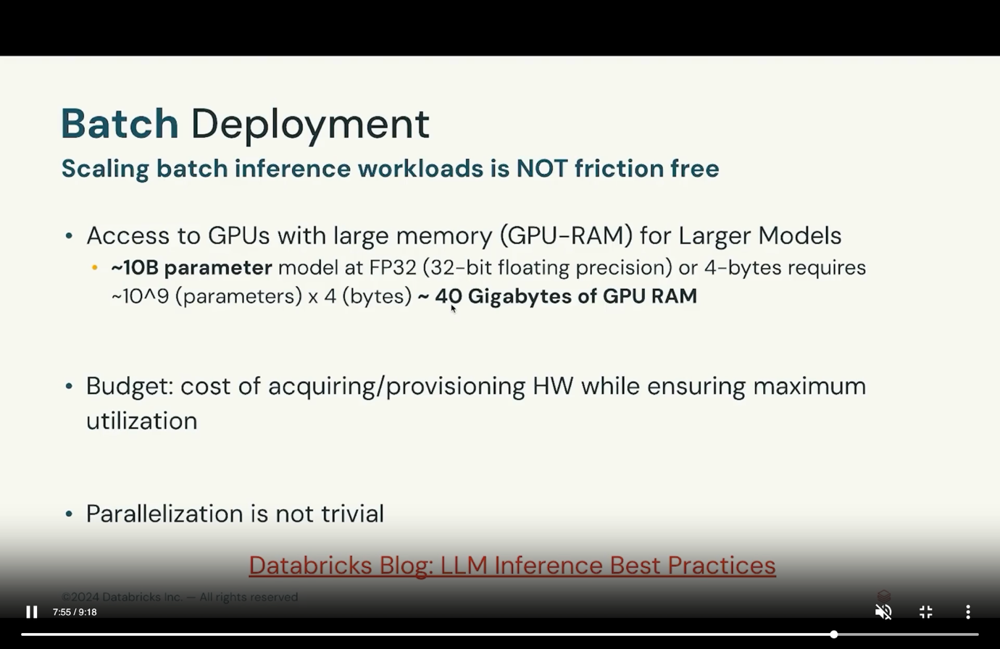 Batch Deployment
Scaling batch inference workloads is NOT friction free
• Access to GPUs with large memory (GPU-RAM) for Larger Models
• ~10B parameter model at FP32 (32-bit floating precision) or 4-bytes requires
~10^9 (parameters) x 4 (bytes) ~ 40 Gigabytes of GPU RAM
• Budget: cost of acquiring/provisioning HW while ensuring maximum
utilization
• Parallelization is not trivial
Databricks Blog: LLM Inference Best Practices
©2024 Databricks Inc. — All rights reserved
7:55 / 9:18